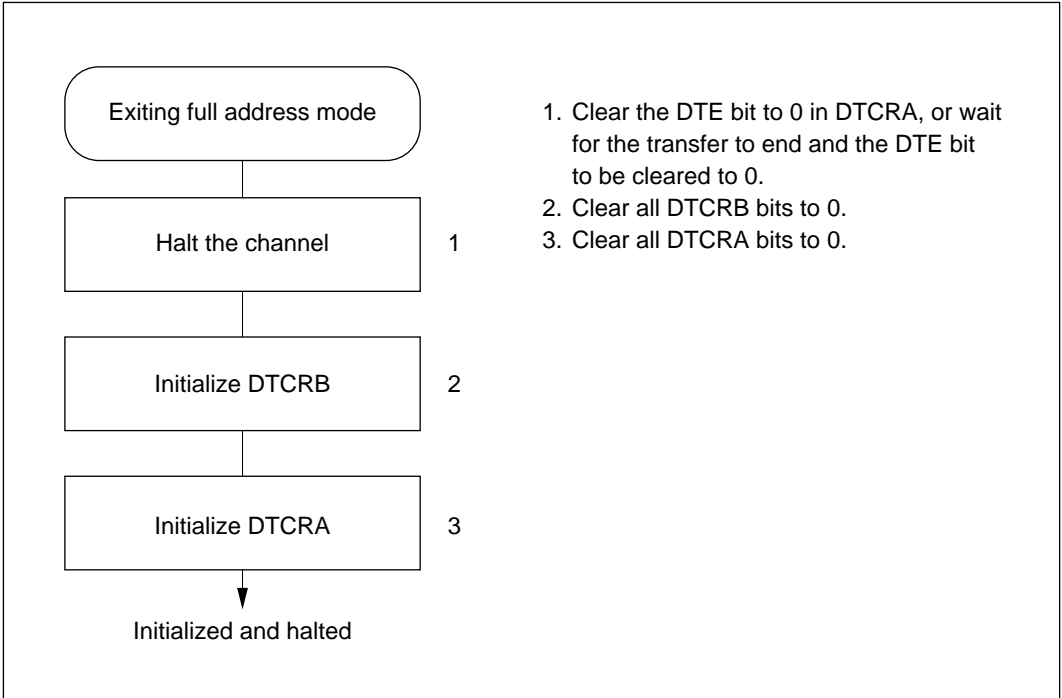 Exiting full address mode
Halt the channel 1
Initialize DTCRB 2
Initialize DTCRA 3
Initialized and halted
1. Clear the DTE bit to 0 in DTCRA, or wait
for the transfer to end and the DTE bit
to be cleared to 0.
2. Clear all DTCRB bits to 0.
3. Clear all DTCRA bits to 0.